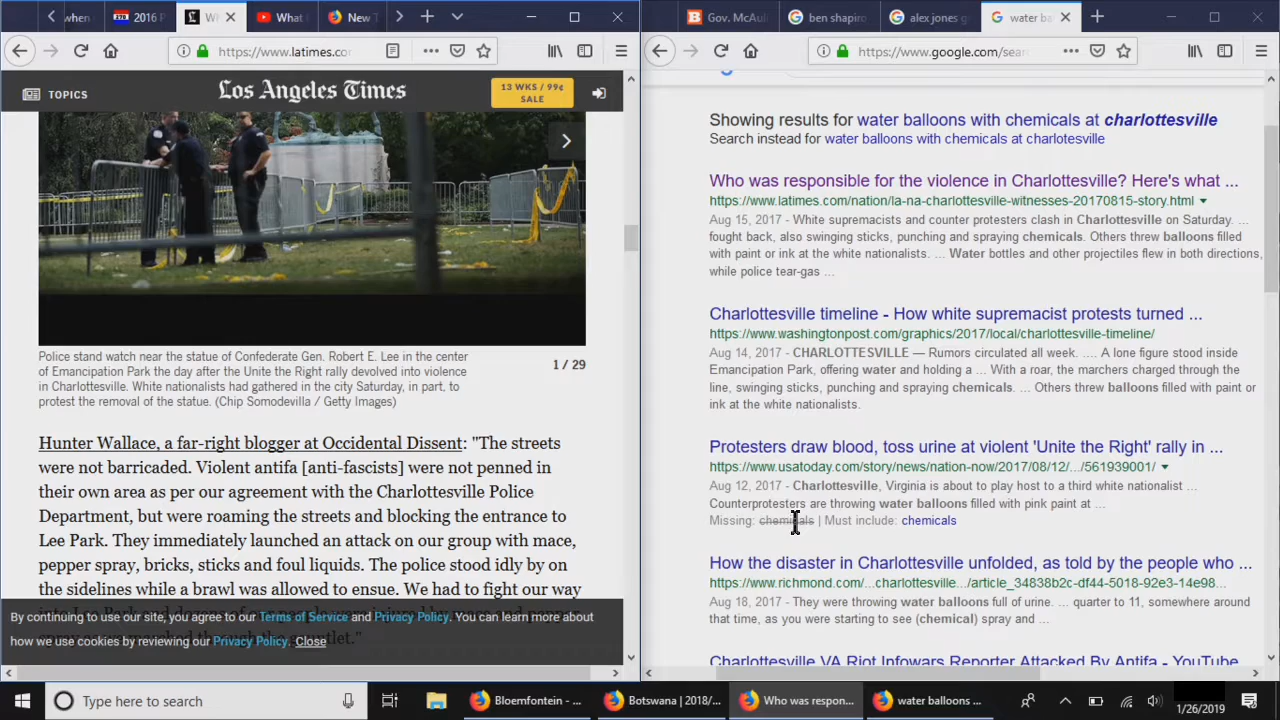 when
2016 P
Wh
What
New T
Gov. McAuli
ben shapiro
alex jones g
water ba
https://www.latimes.co
https://www.google.com/sear
TOPICS
Los Angeles Times
13 WKS / 99¢
SALE
Police stand watch near the statue of Confederate Gen. Robert E. Lee in the center
of Emancipation Park the day after the Unite the Right rally devolved into violence
in Charlottesville. White nationalists had gathered in the city Saturday, in part, to
protest the removal of the statue. (Chip Somodevilla / Getty Images)
1 / 29
Hunter Wallace, a far-right blogger at Occidental Dissent: "The streets
were not barricaded. Violent antifa [anti-fascists] were not penned in
their own area as per our agreement with the Charlottesville Police
Department, but were roaming the streets and blocking the entrance to
Lee Park. They immediately launched an attack on our group with mace,
pepper spray, bricks, sticks and foul liquids. The police stood idly by on
the sidelines while a brawl was allowed to ensue. We had to fight our way
By continuing to use our site, you agree to our Terms of Service and Privacy Policy. You can learn more about
how we use cookies by reviewing our Privacy Policy. Close
Showing results for water balloons with chemicals at charlottesville
Search instead for water balloons with chemicals at charlotesville
Who was responsible for the violence in Charlottesville? Here's what ...
https://www.latimes.com/nation/la-na-charlottesville-witnesses-20170815-story.html
Aug 15, 2017 - White supremacists and counter protesters clash in Charlottesville on Saturday. ...
fought back, also swinging sticks, punching and spraying chemicals. Others threw balloons filled
with paint or ink at the white nationalists. ... Water bottles and other projectiles flew in both directions,
while police tear-gas ...
Charlottesville timeline - How white supremacist protests turned ...
https://www.washingtonpost.com/graphics/2017/local/charlottesville-timeline/
Aug 14, 2017 - CHARLOTTESVILLE — Rumors circulated all week. .... A lone figure stood inside
Emancipation Park, offering water and holding a ... With a roar, the marchers charged through the
line, swinging sticks, punching and spraying chemicals. ... Others threw balloons filled with paint or
ink at the white nationalists.
Protesters draw blood, toss urine at violent 'Unite the Right' rally in ...
https://www.usatoday.com/story/news/nation-now/2017/08/12/.../561939001/
Aug 12, 2017 - Charlottesville, Virginia is about to play host to a third white nationalist ...
Counterprotesters are throwing water balloons filled with pink paint at ...
Missing: chemicals | Must include: chemicals
How the disaster in Charlottesville unfolded, as told by the people who ...
https://www.richmond.com/...charlottesville.../article_34838b2c-df44-5018-92e3-14e98...
Aug 18, 2017 - They were throwing water balloons full of urine. ... quarter to 11, somewhere around
that time, as you were starting to see (chemical) spray and ...
Charlottesville VA Riot Infowars Reporter Attacked By Antifa - YouTube
Type here to search
Bloemfontein - ...
Botswana | 2018/...
Who was respon...
water balloons ...
1/26/2019